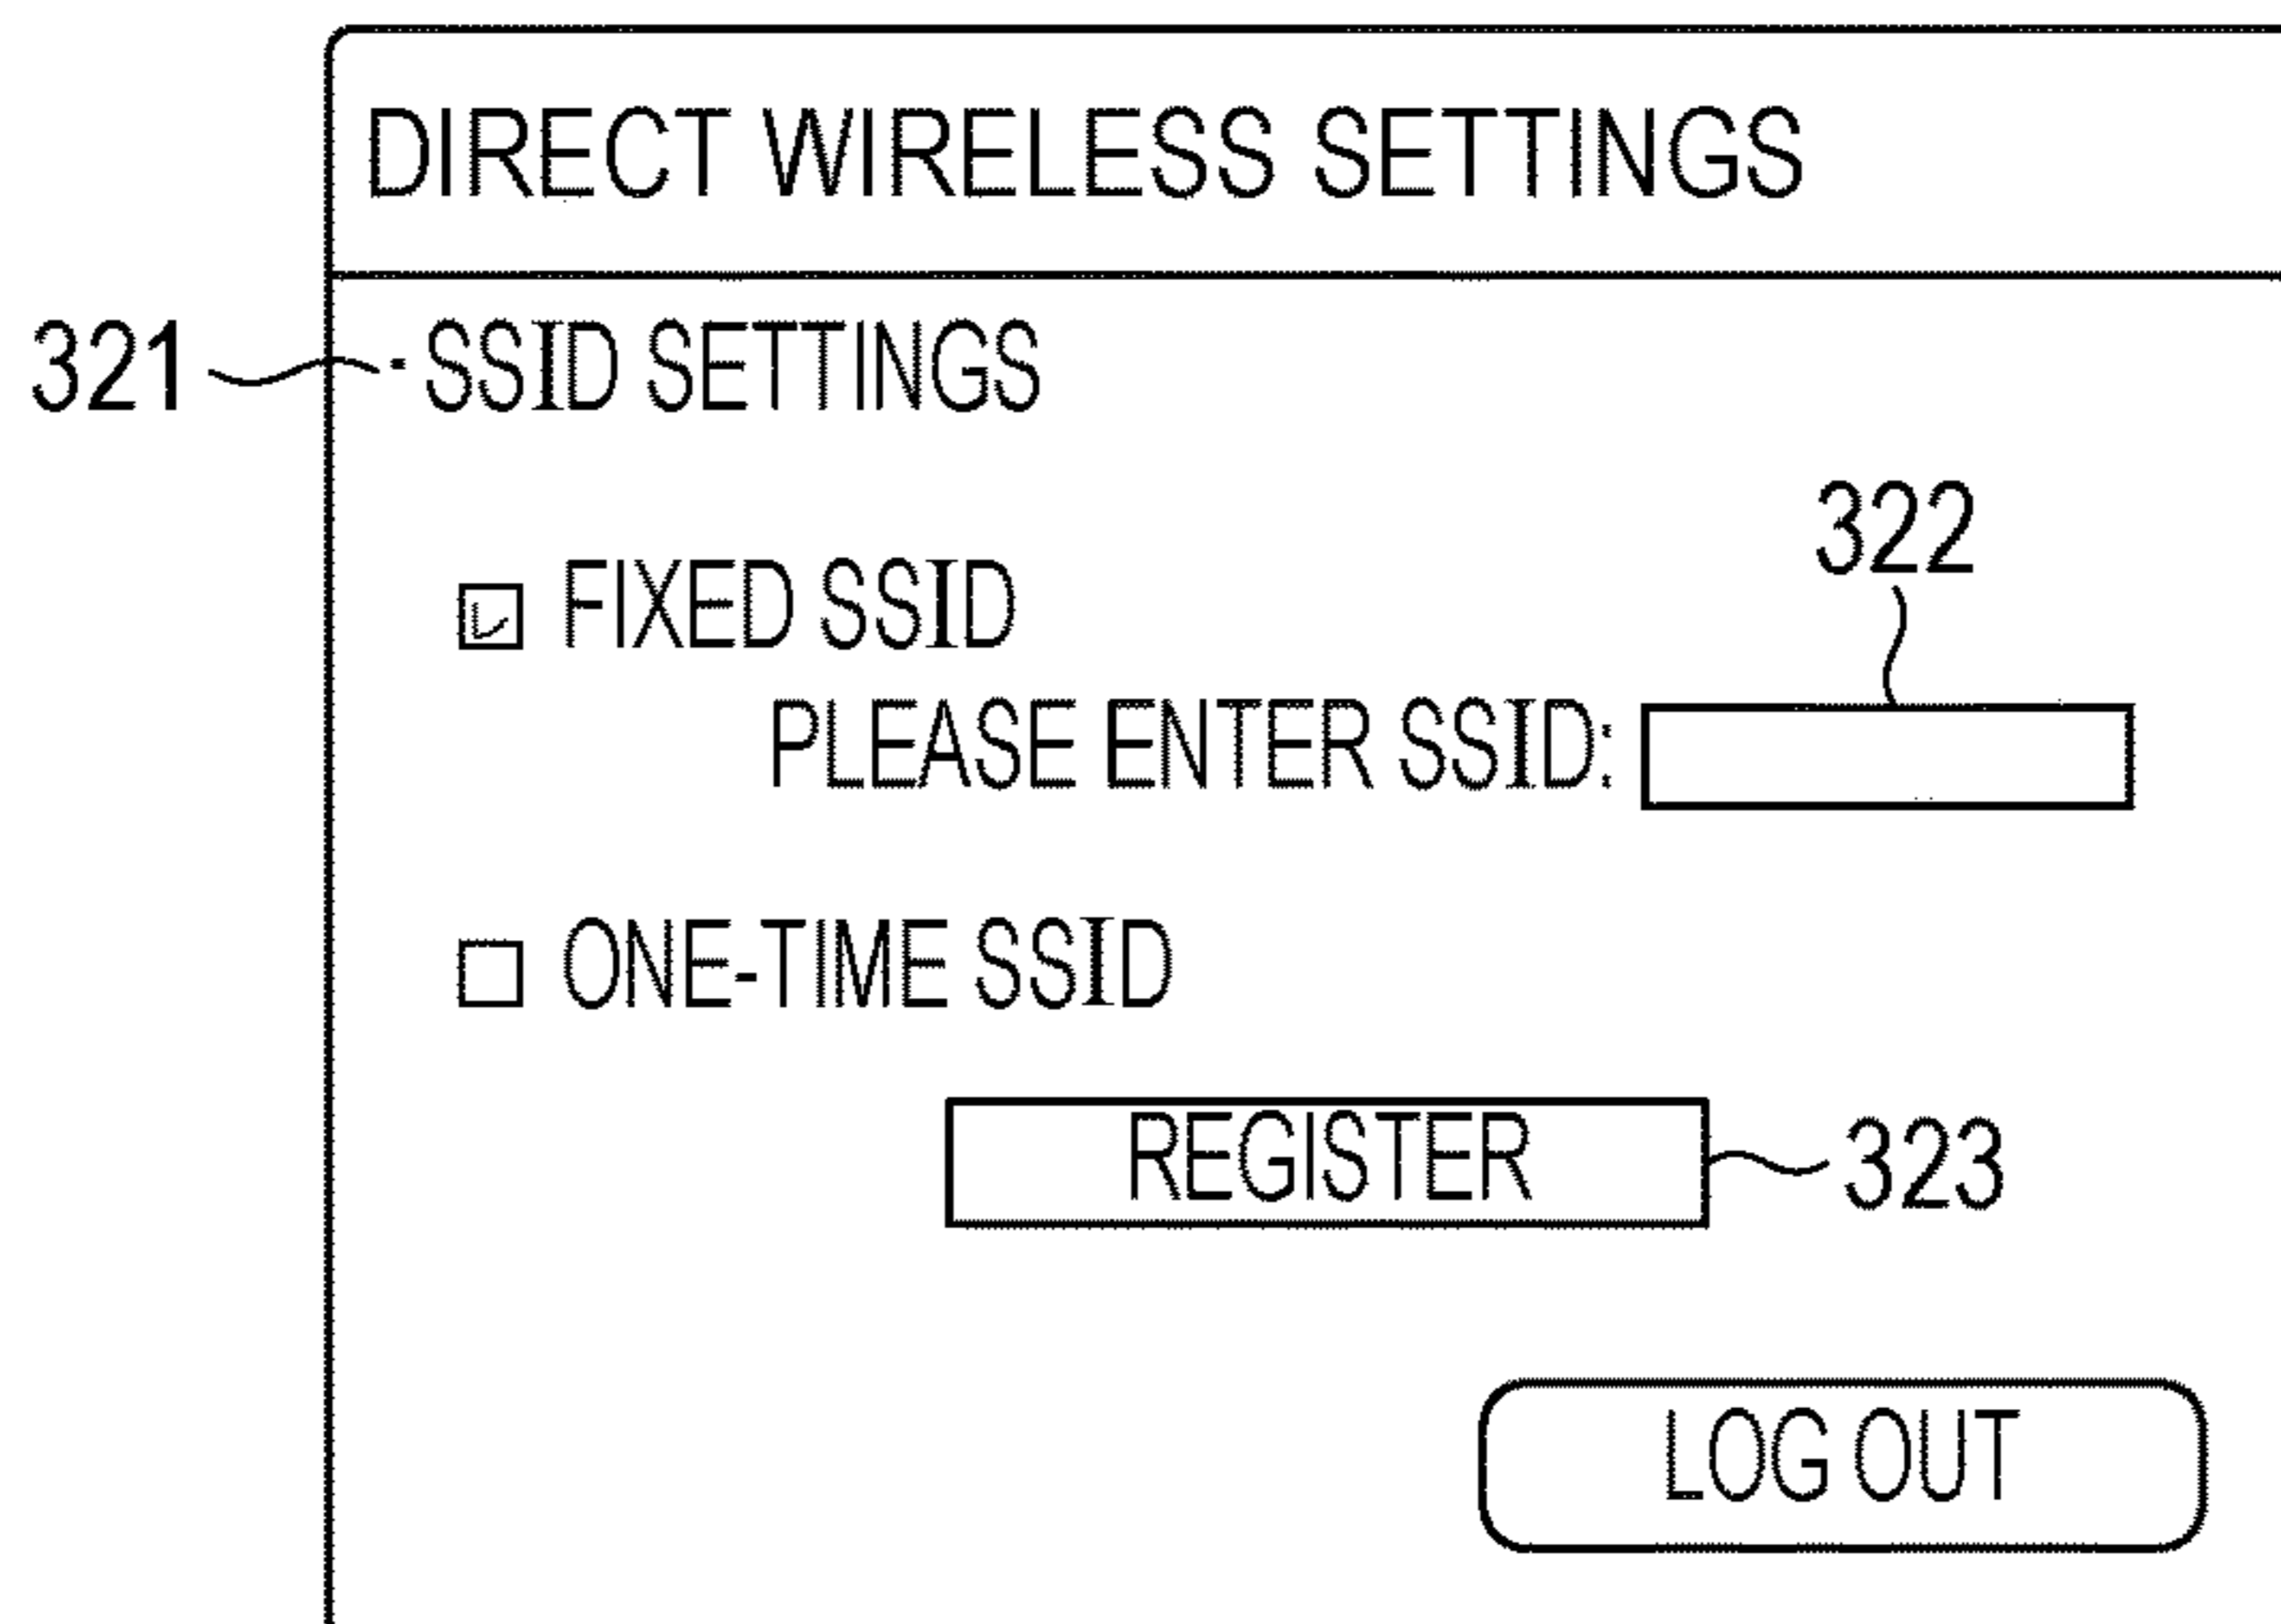 DIRECT WIRELESS SETTINGS
321 · SSID SETTINGS
322
FIXED SSID
PLEASE ENTER SSID:
ONE-TIME SSID
REGISTER 323
LOG OUT